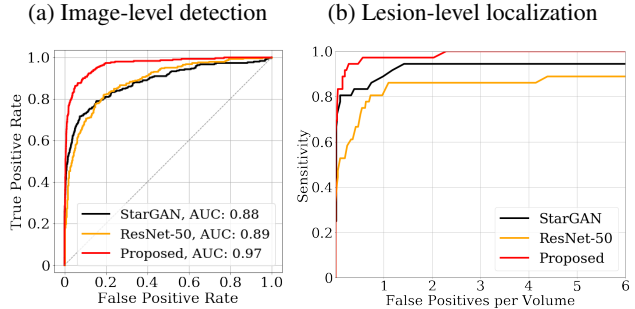 (a) Image-level detection
(b) Lesion-level localization
1.0
0.8
0.6
0.4
0.2
0
True Positive Rate
StarGAN, AUC: 0.88
ResNet-50, AUC: 0.89
Proposed, AUC: 0.97
0 0.2 0.4 0.6 0.8 1.0
False Positive Rate
1.0
0.8
0.6
0.4
0.2
0
Sensitivity
StarGAN
ResNet-50
Proposed
1 2 3 4 5 6
False Positives per Volume